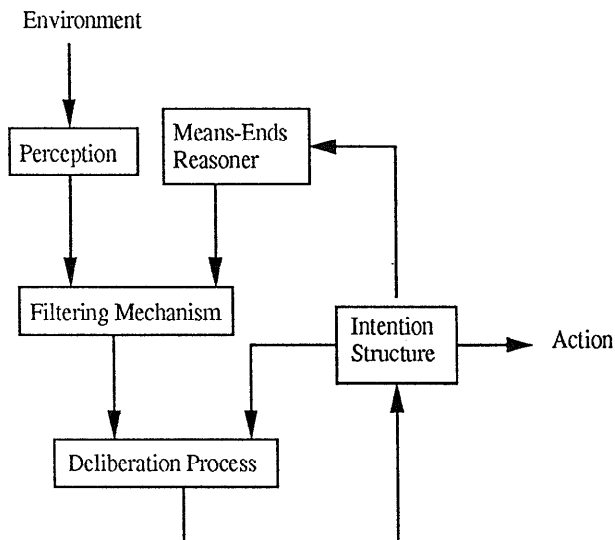 Environment
Means-Ends
Reasoner
Perception
Filtering Mechanism
Intention
Structure
Action
Deliberation Process